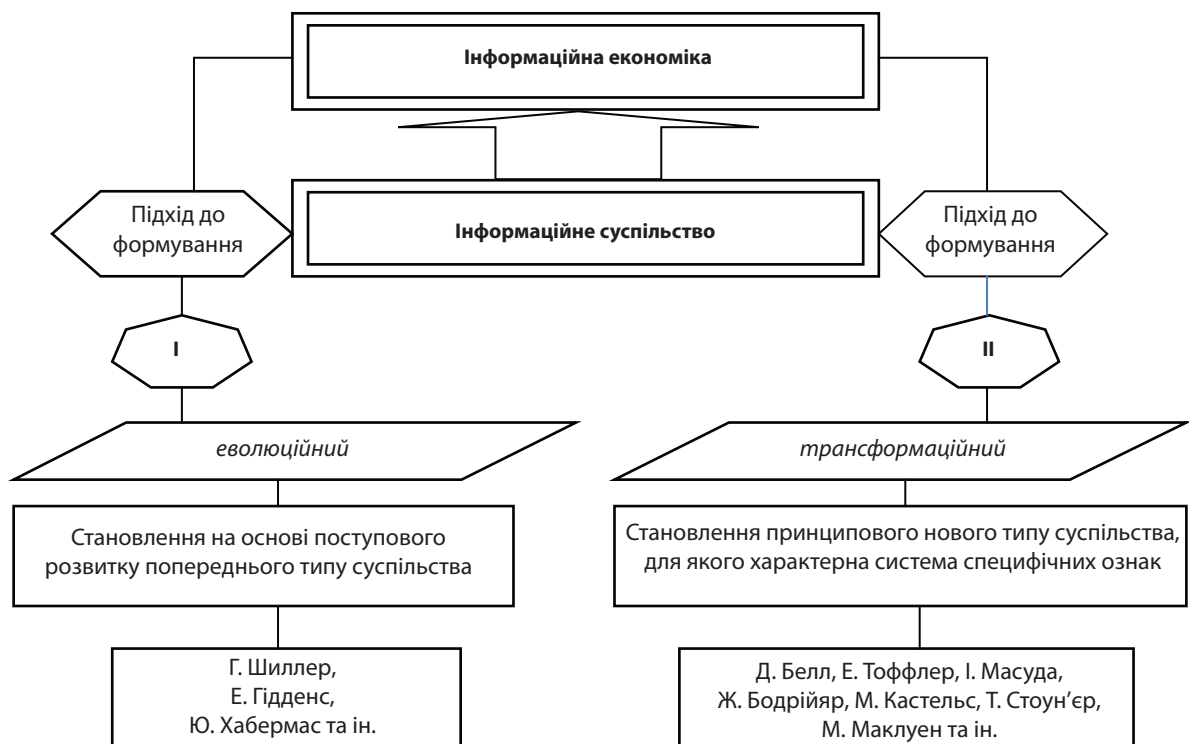 Інформаційна економіка
Підхід до
формування
Інформаційне суспільство
Підхід до
формування
І
ІІ
еволюційний
трансформаційний
Становлення на основі поступового
розвитку попереднього типу суспільства
Становлення принципового нового типу суспільства,
для якого характерна система специфічних ознак
Г. Шиллер,
Е. Гідденс,
Ю. Хабермас та ін.
Д. Белл, Е. Тоффлер, І. Масуда,
Ж. Бодрійяр, М. Кастельс, Т. Стоун’єр,
М. Маклуен та ін.